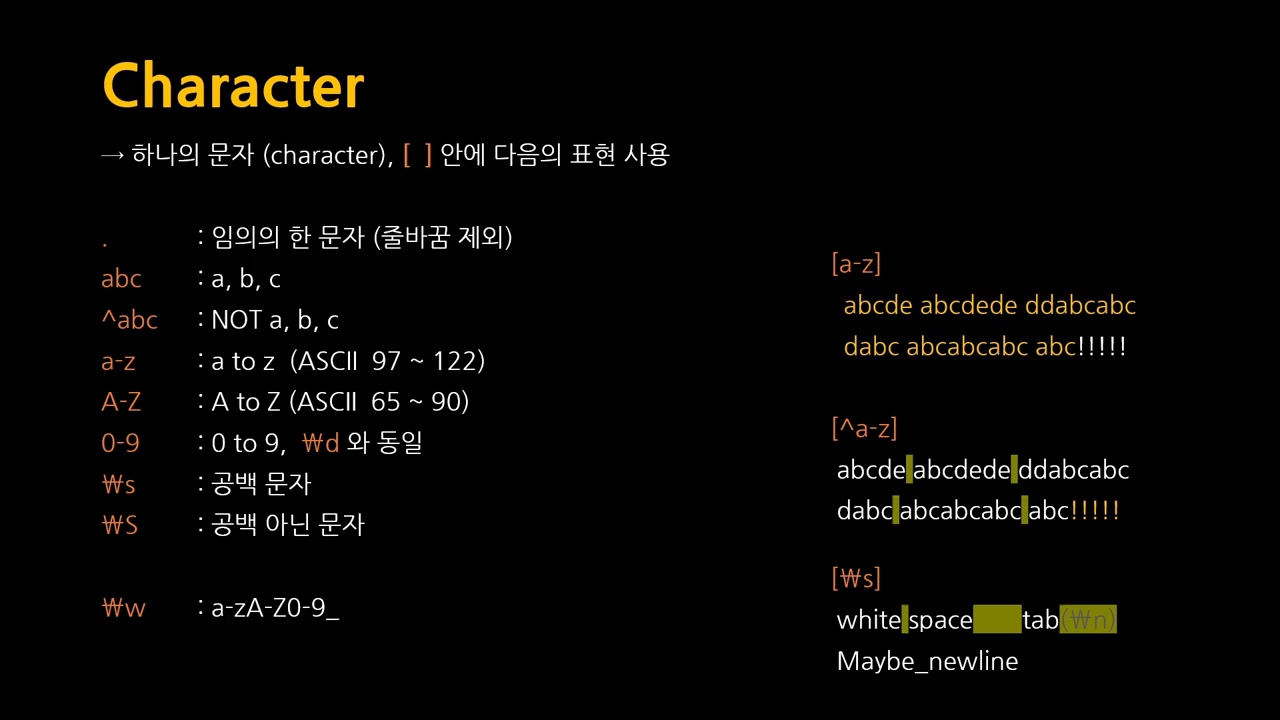 Character
→ 하나의 문자 (character), [ ] 안에 다음의 표현 사용
. : 임의의 한 문자 (줄바꿈 제외)
abc : a, b, c
^abc : NOT a, b, c
a-z : a to z (ASCII 97 ~ 122)
A-Z : A to Z (ASCII 65 ~ 90)
0-9 : 0 to 9, ₩d 와 동일
₩s : 공백 문자
₩S : 공백 아닌 문자
₩w : a-zA-Z0-9_
[a-z]
abcde abcdede ddabcabc
dabc abcabcabc abc!!!!!
[^a-z]
abcde abcdede ddabcabc
dabc abcabcabc abc!!!!!
[₩s]
white space tab(₩n)
Maybe_newline